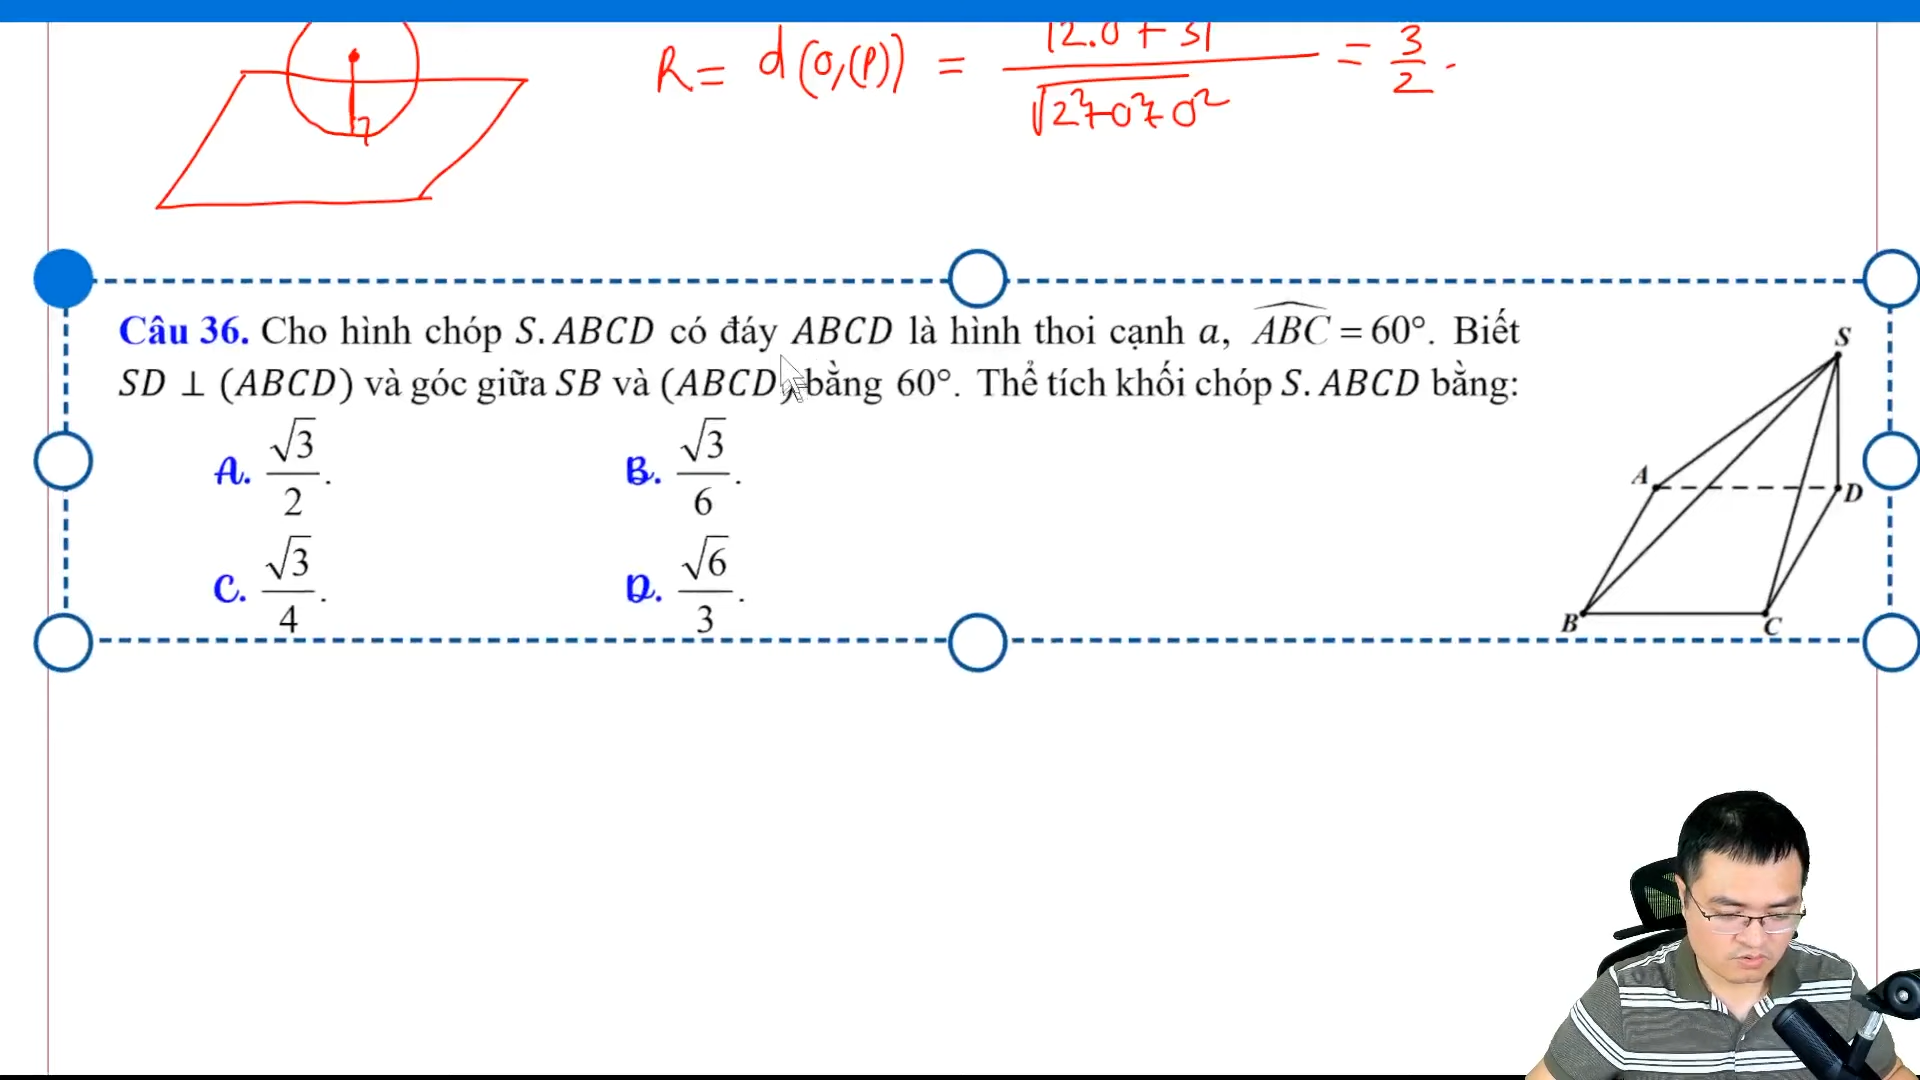 R = d(O,(P)) = |2.0 + 3| / √2²+0²+0² = 3/2 .
Câu 36. Cho hình chóp S.ABCD có đáy ABCD là hình thoi cạnh a, ABC = 60°. Biết
SD ⊥ (ABCD) và góc giữa SB và (ABCD) bằng 60°. Thể tích khối chóp S.ABCD bằng:
A. √3/2. B. √3/6.
C. √3/4. D. √6/3.
S
A
D
B
C